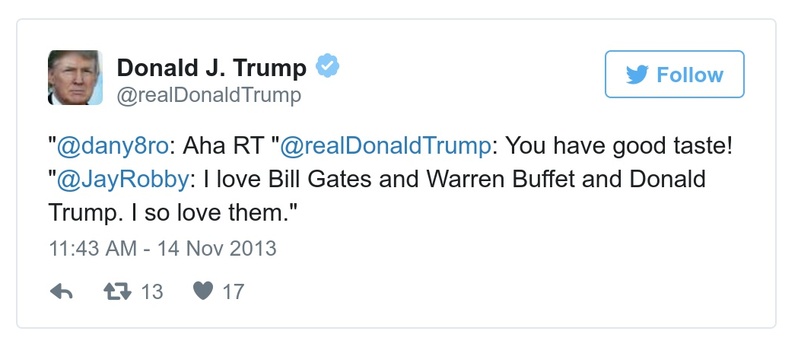 Donald J. Trump
@realDonaldTrump
Follow
"@dany8ro: Aha RT "@realDonaldTrump: You have good taste!
"@JayRobby: I love Bill Gates and Warren Buffet and Donald
Trump. I so love them."
11:43 AM - 14 Nov 2013
13 17